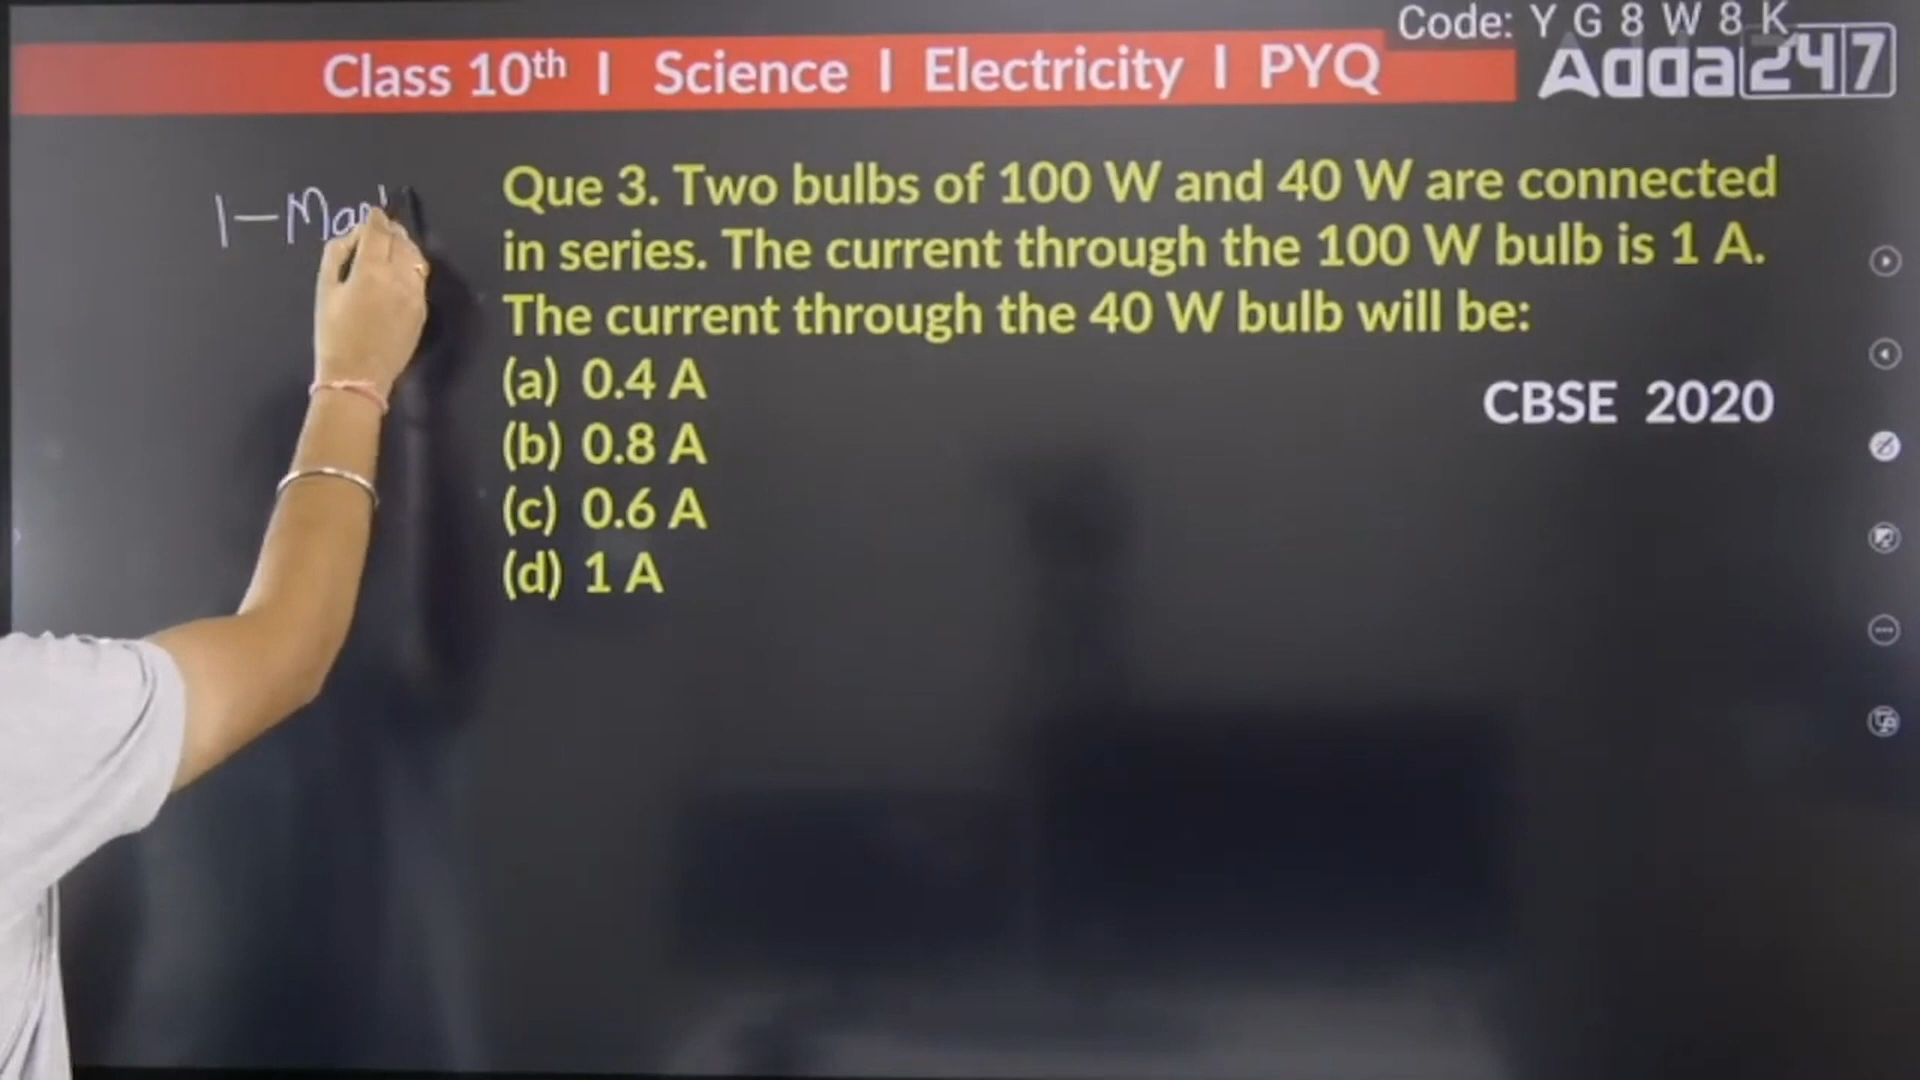 Code: Y G 8 W 8 K
Class 10th I Science I Electricity I PYQ
Adda247
1-Mar
Que 3. Two bulbs of 100 W and 40 W are connected
in series. The current through the 100 W bulb is 1 A.
The current through the 40 W bulb will be:
(a) 0.4 A
(b) 0.8 A
(c) 0.6 A
(d) 1 A
CBSE 2020